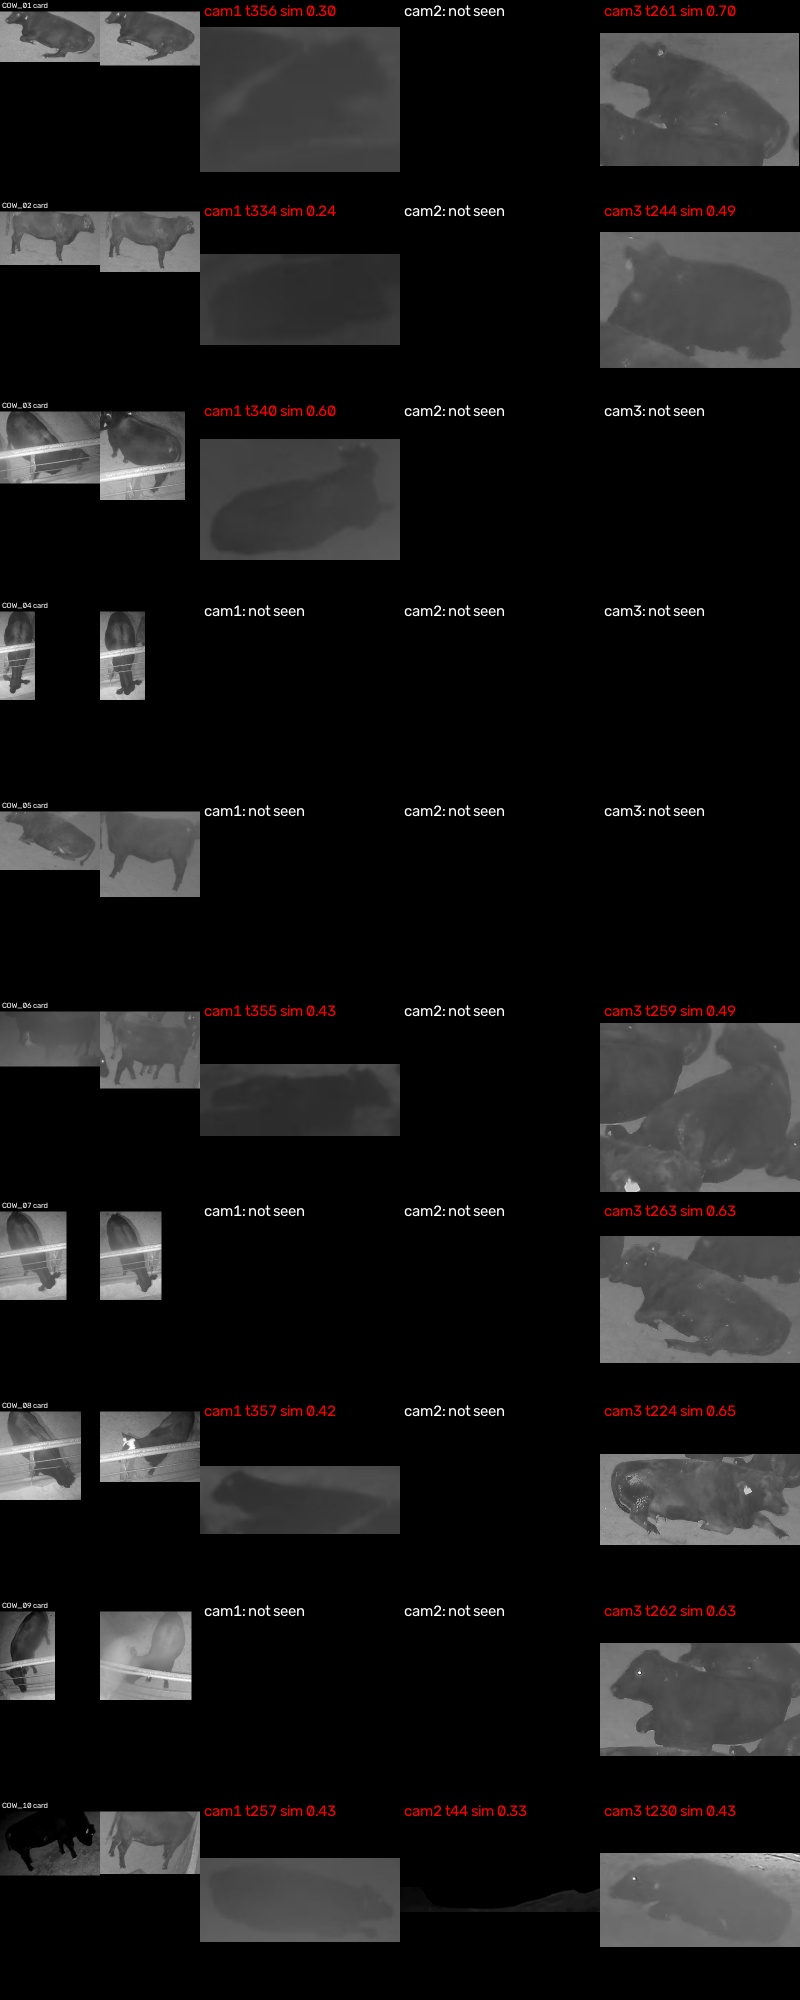 COW_01 card
cam1 t356 sim 0.30
cam2: not seen
cam3 t261 sim 0.70
COW_02 card
cam1 t334 sim 0.24
cam2: not seen
cam3 t244 sim 0.49
COW_03 card
cam1 t340 sim 0.60
cam2: not seen
cam3: not seen
COW_04 card
cam1: not seen
cam2: not seen
cam3: not seen
COW_05 card
cam1: not seen
cam2: not seen
cam3: not seen
COW_06 card
cam1 t355 sim 0.43
cam2: not seen
cam3 t259 sim 0.49
COW_07 card
cam1: not seen
cam2: not seen
cam3 t263 sim 0.63
COW_08 card
cam1 t357 sim 0.42
cam2: not seen
cam3 t224 sim 0.65
COW_09 card
cam1: not seen
cam2: not seen
cam3 t262 sim 0.63
COW_10 card
cam1 t257 sim 0.43
cam2 t44 sim 0.33
cam3 t230 sim 0.43